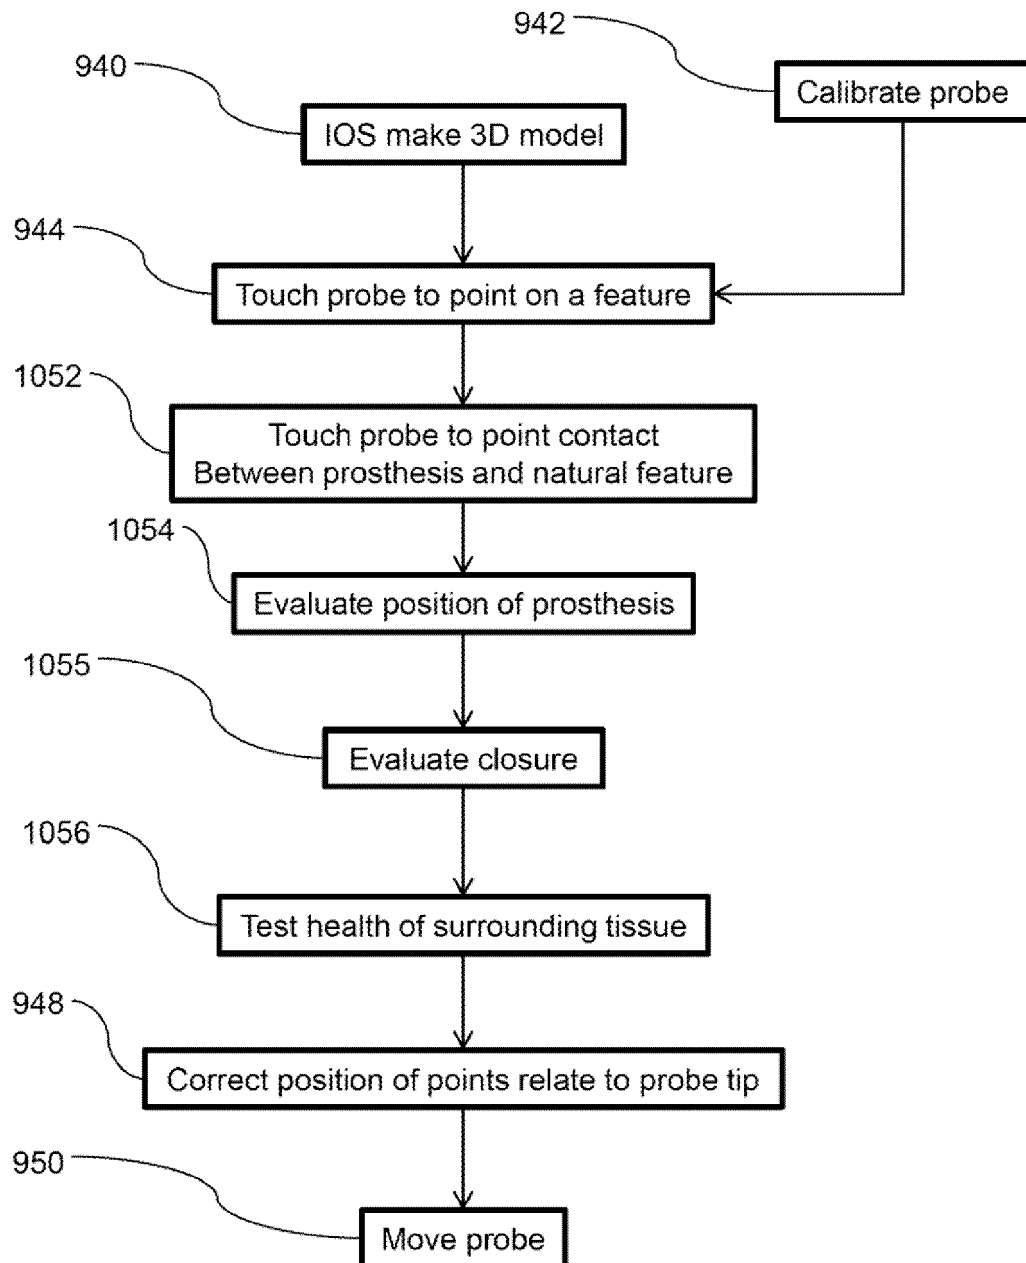 942
Calibrate probe
940
IOS make 3D model
944
Touch probe to point on a feature
1052
Touch probe to point contact
Between prosthesis and natural feature
1054
Evaluate position of prosthesis
1055
Evaluate closure
1056
Test health of surrounding tissue
948
Correct position of points relate to probe tip
950
Move probe